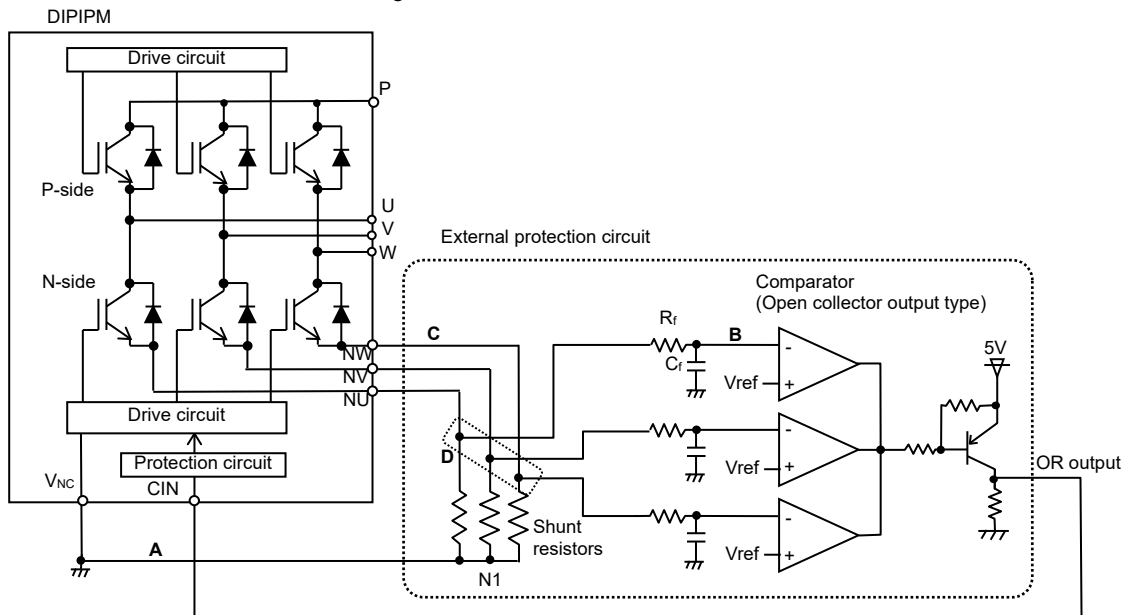 DIPIPM
Drive circuit
P
P-side
U
V
W
External protection circuit
N-side
Comparator
(Open collector output type)
C
Rf
B
-
5V
NW
Cf
Vref
+
NV
NU
Drive circuit
-
D
Protection circuit
Vref
+
OR output
VNC
CIN
-
Shunt
resistors
A
Vref
+
N1